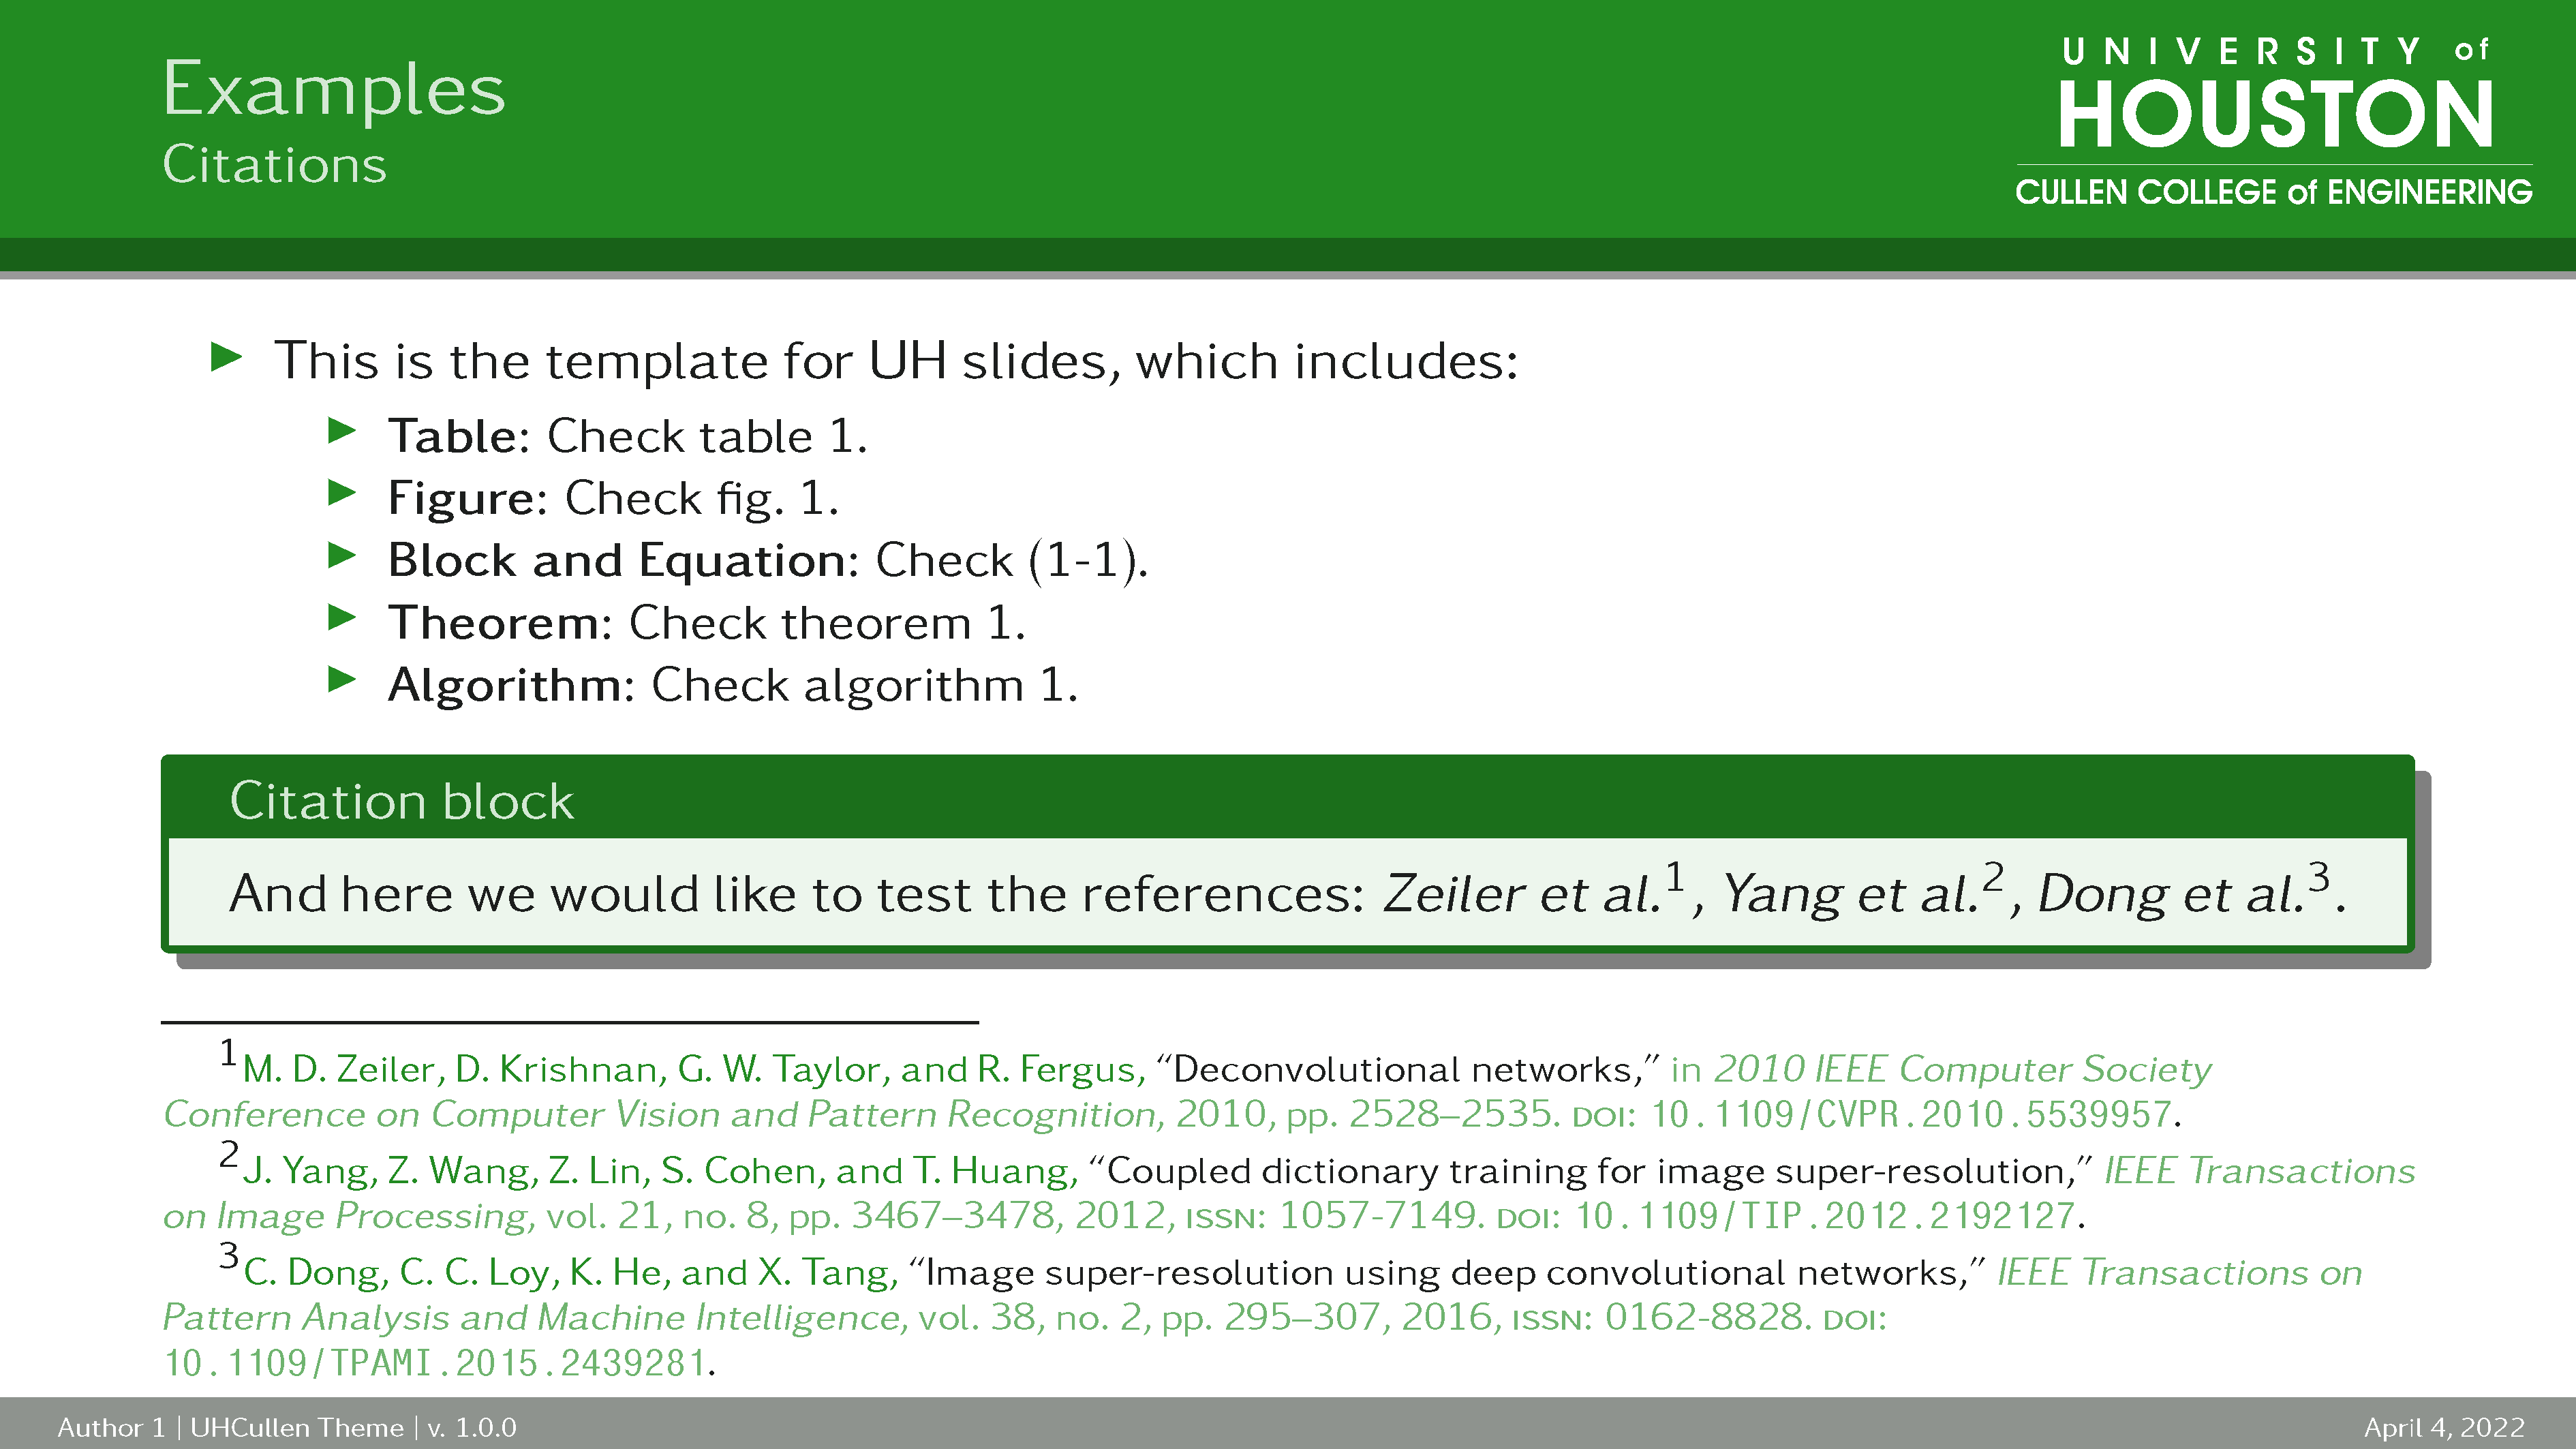 Examples
Citations
UNIVERSITY of
HOUSTON
CULLEN COLLEGE of ENGINEERING
▶ This is the template for UH slides, which includes:
▶ Table: Check table 1.
▶ Figure: Check fig. 1.
▶ Block and Equation: Check (1-1).
▶ Theorem: Check theorem 1.
▶ Algorithm: Check algorithm 1.
Citation block
And here we would like to test the references: Zeiler et al.¹, Yang et al.², Dong et al.³.
¹M. D. Zeiler, D. Krishnan, G. W. Taylor, and R. Fergus, “Deconvolutional networks,” in 2010 IEEE Computer Society
Conference on Computer Vision and Pattern Recognition, 2010, pp. 2528–2535. DOI: 10.1109/CVPR.2010.5539957.
²J. Yang, Z. Wang, Z. Lin, S. Cohen, and T. Huang, “Coupled dictionary training for image super-resolution,” IEEE Transactions
on Image Processing, vol. 21, no. 8, pp. 3467–3478, 2012, ISSN: 1057-7149. DOI: 10.1109/TIP.2012.2192127.
³C. Dong, C. C. Loy, K. He, and X. Tang, “Image super-resolution using deep convolutional networks,” IEEE Transactions on
Pattern Analysis and Machine Intelligence, vol. 38, no. 2, pp. 295–307, 2016, ISSN: 0162-8828. DOI:
10.1109/TPAMI.2015.2439281.
Author 1 | UHCullen Theme | v. 1.0.0
April 4, 2022